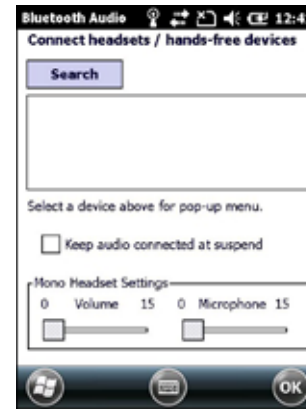 Bluetooth Audio 12:4
Connect headsets / hands-free devices
Search
Select a device above for pop-up menu.
Keep audio connected at suspend
Mono Headset Settings
0 Volume 15 0 Microphone 15
OK